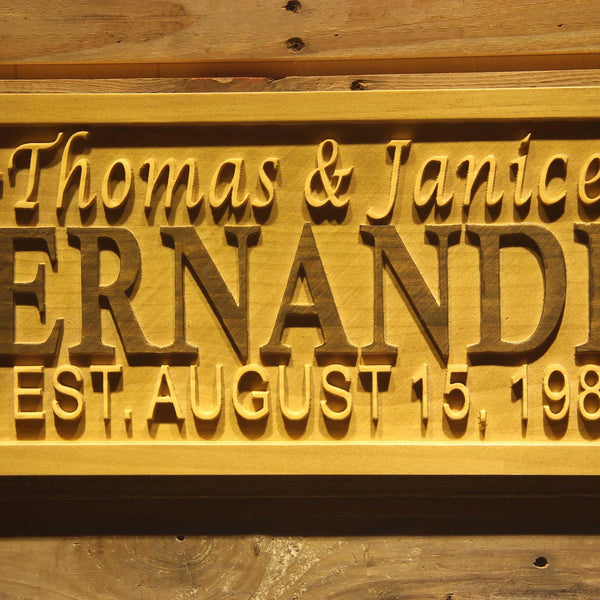 Thomas & Janice
ERNAND
EST. AUGUST 15, 198